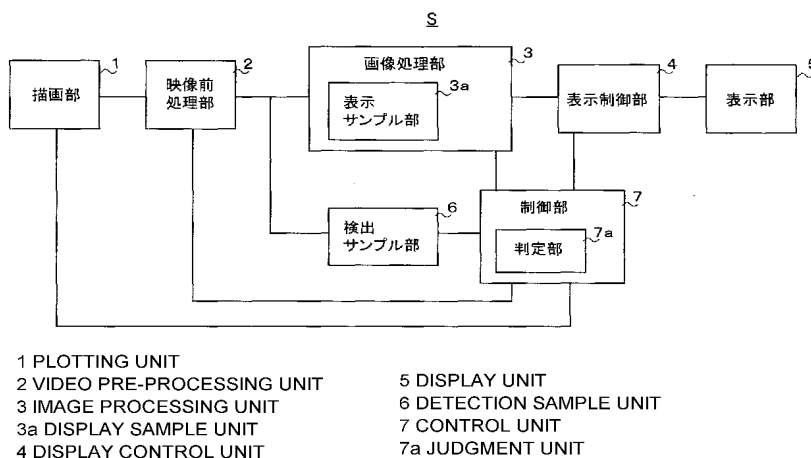 S
1
描画部
2
映像前
処理部
3
画像処理部
3a
表示
サンプル部
4
表示制御部
5
表示部
6
検出
サンプル部
7
制御部
7a
判定部
1 PLOTTING UNIT
2 VIDEO PRE-PROCESSING UNIT
3 IMAGE PROCESSING UNIT
3a DISPLAY SAMPLE UNIT
4 DISPLAY CONTROL UNIT
5 DISPLAY UNIT
6 DETECTION SAMPLE UNIT
7 CONTROL UNIT
7a JUDGMENT UNIT